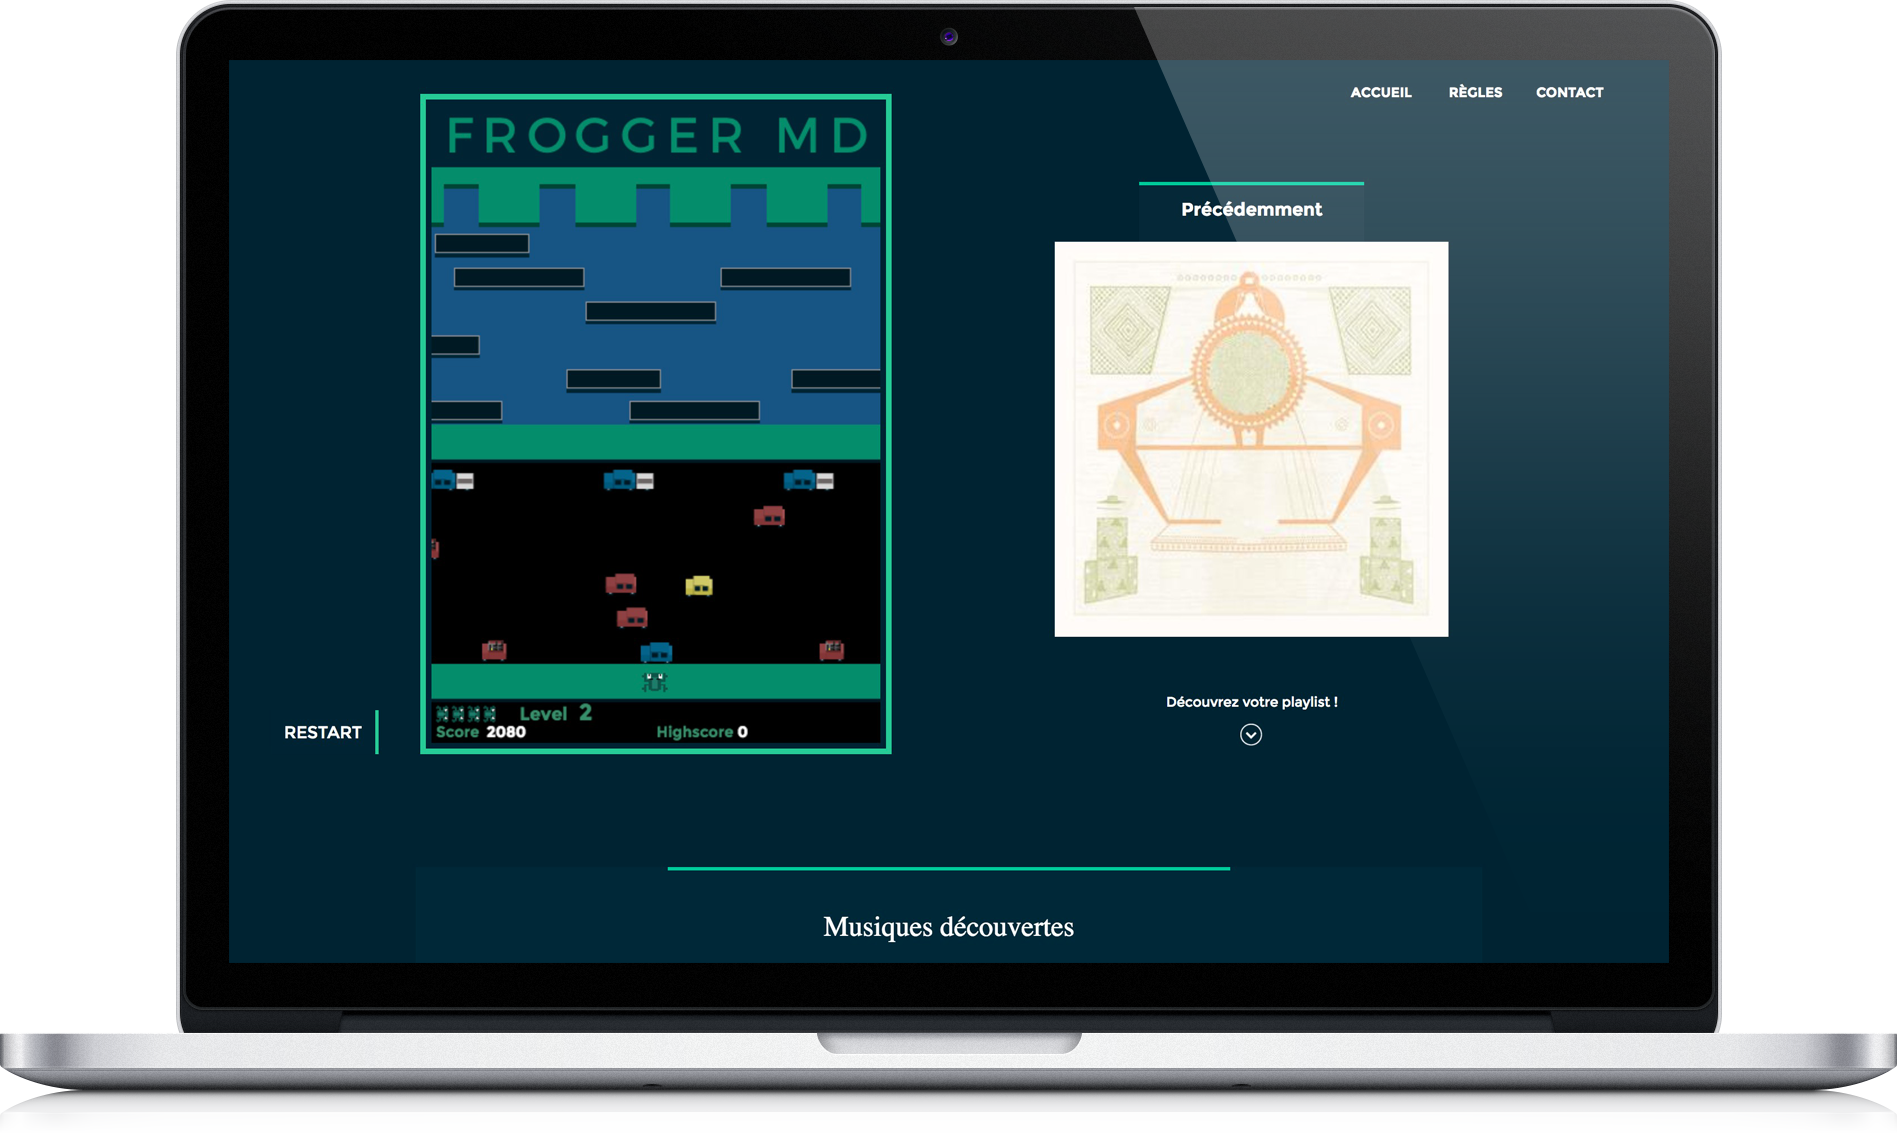 ACCUEIL RÈGLES CONTACT
FROGGER MD
Précédemment
Level 2
Score 2080 Highscore 0
RESTART
Découvrez votre playlist !
Musiques découvertes